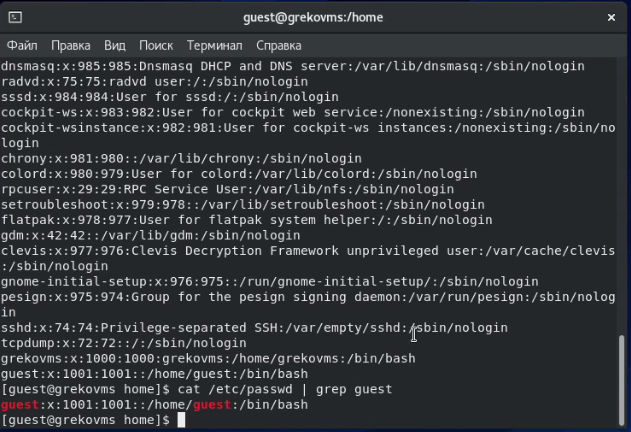 guest@grekovms:/home
×
Файл Правка Вид Поиск Терминал Справка
dnsmasq:x:985:985:Dnsmasq DHCP and DNS server:/var/lib/dnsmasq:/sbin/nologin
radvd:x:75:75:radvd user:/:/sbin/nologin
sssd:x:984:984:User for sssd:/:/sbin/nologin
cockpit-ws:x:983:982:User for cockpit web service:/nonexisting:/sbin/nologin
cockpit-wsinstance:x:982:981:User for cockpit-ws instances:/nonexisting:/sbin/no
login
chrony:x:981:980::/var/lib/chrony:/sbin/nologin
colord:x:980:979:User for colord:/var/lib/colord:/sbin/nologin
rpcuser:x:29:29:RPC Service User:/var/lib/nfs:/sbin/nologin
setroubleshoot:x:979:978::/var/lib/setroubleshoot:/sbin/nologin
flatpak:x:978:977:User for flatpak system helper:/:/sbin/nologin
gdm:x:42:42::/var/lib/gdm:/sbin/nologin
clevis:x:977:976:Clevis Decryption Framework unprivileged user:/var/cache/clevis
:/sbin/nologin
gnome-initial-setup:x:976:975::/run/gnome-initial-setup/:/sbin/nologin
pesign:x:975:974:Group for the pesign signing daemon:/var/run/pesign:/sbin/nolog
in
sshd:x:74:74:Privilege-separated SSH:/var/empty/sshd:/sbin/nologin
tcpdump:x:72:72::/:/sbin/nologin
grekovms:x:1000:1000:grekovms:/home/grekovms:/bin/bash
guest:x:1001:1001::/home/guest:/bin/bash
[guest@grekovms home]$ cat /etc/passwd | grep guest
guest:x:1001:1001::/home/guest:/bin/bash
[guest@grekovms home]$